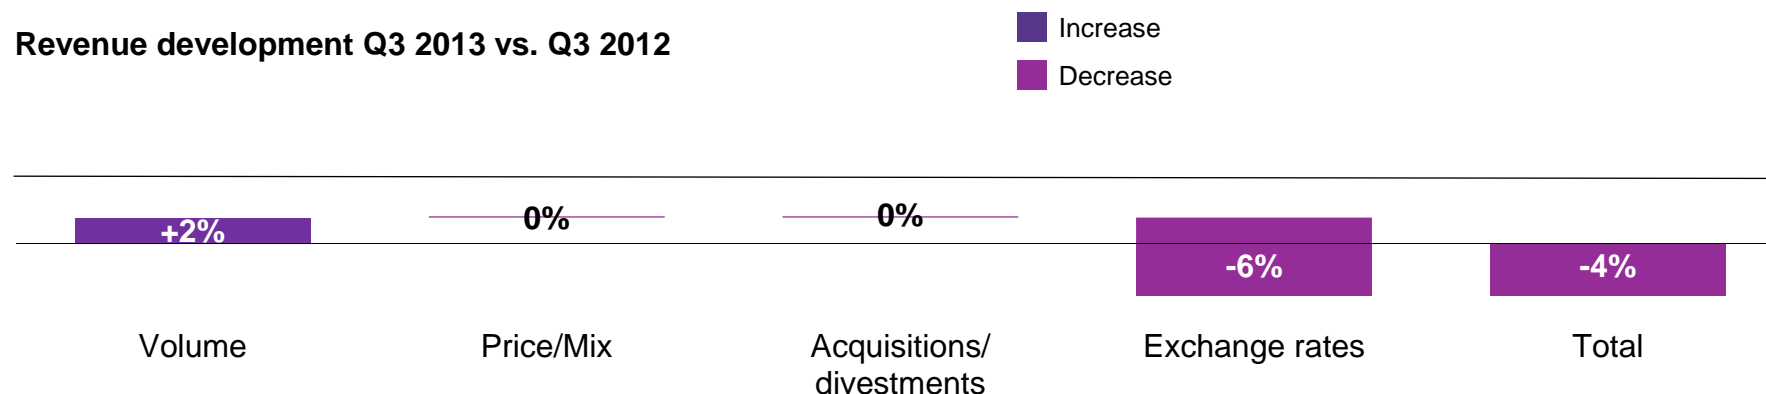 Revenue development Q3 2013 vs. Q3 2012
Increase
Decrease
+2%
0%
0%
-6%
-4%
Volume
Price/Mix
Acquisitions/
divestments
Exchange rates
Total